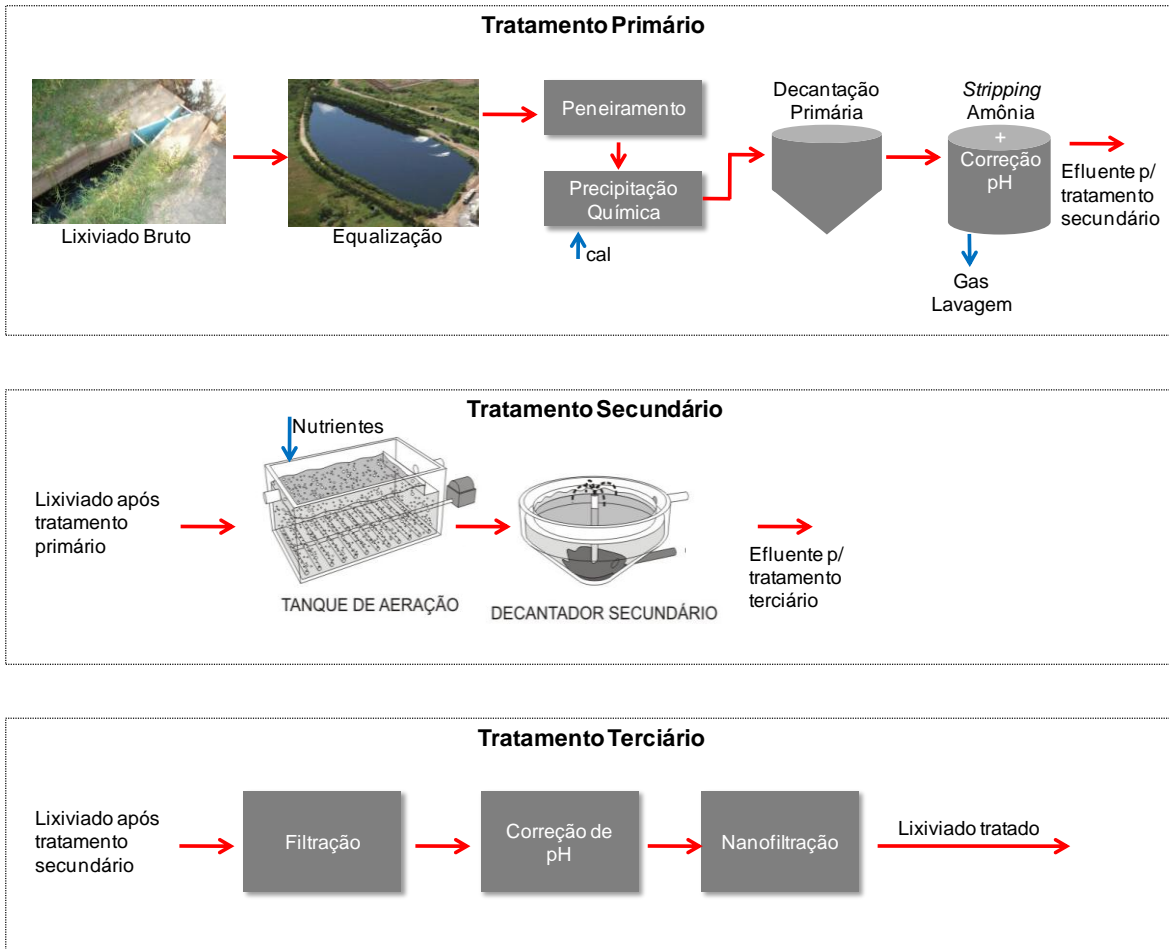 Tratamento Primário
Lixiviado Bruto
Equalização
Peneiramento
Precipitação
Química
cal
Decantação
Primária
Stripping
Amônia
+
Correção
pH
Gas
Lavagem
Efluente p/
tratamento
secundário
Tratamento Secundário
Lixiviado após
tratamento
primário
Nutrientes
TANQUE DE AERAÇÃO
DECANTADOR SECUNDÁRIO
Efluente p/
tratamento
terciário
Tratamento Terciário
Lixiviado após
tratamento
secundário
Filtração
Correção de
pH
Nanofiltração
Lixiviado tratado